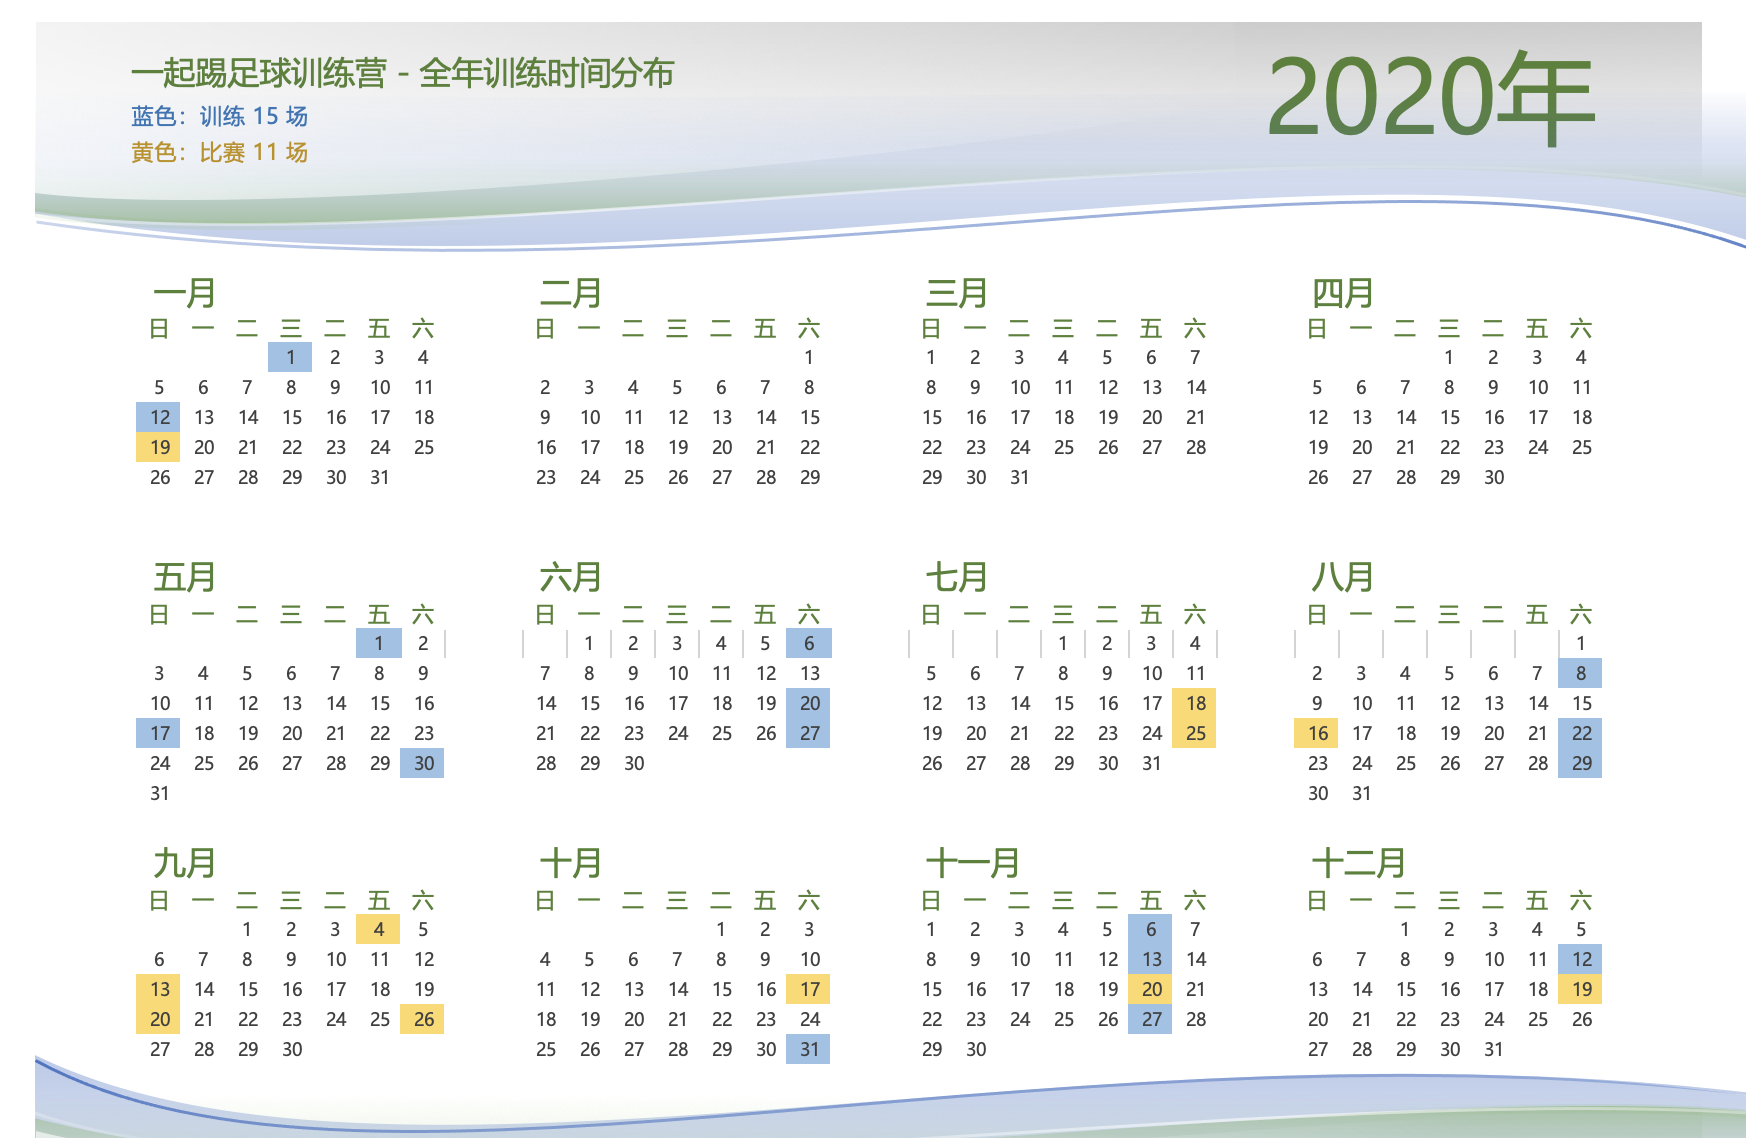 一起踢足球训练营 - 全年训练时间分布
蓝色：训练 15 场
黄色：比赛 11 场
2020年
一月
日 一 二 三 二 五 六
1 2 3 4
5 6 7 8 9 10 11
12 13 14 15 16 17 18
19 20 21 22 23 24 25
26 27 28 29 30 31
二月
日 一 二 三 二 五 六
1
2 3 4 5 6 7 8
9 10 11 12 13 14 15
16 17 18 19 20 21 22
23 24 25 26 27 28 29
三月
日 一 二 三 二 五 六
1 2 3 4 5 6 7
8 9 10 11 12 13 14
15 16 17 18 19 20 21
22 23 24 25 26 27 28
29 30 31
四月
日 一 二 三 二 五 六
1 2 3 4
5 6 7 8 9 10 11
12 13 14 15 16 17 18
19 20 21 22 23 24 25
26 27 28 29 30
五月
日 一 二 三 二 五 六
1 2
3 4 5 6 7 8 9
10 11 12 13 14 15 16
17 18 19 20 21 22 23
24 25 26 27 28 29 30
31
六月
日 一 二 三 二 五 六
1 2 3 4 5 6
7 8 9 10 11 12 13
14 15 16 17 18 19 20
21 22 23 24 25 26 27
28 29 30
七月
日 一 二 三 二 五 六
1 2 3 4
5 6 7 8 9 10 11
12 13 14 15 16 17 18
19 20 21 22 23 24 25
26 27 28 29 30 31
八月
日 一 二 三 二 五 六
1
2 3 4 5 6 7 8
9 10 11 12 13 14 15
16 17 18 19 20 21 22
23 24 25 26 27 28 29
30 31
九月
日 一 二 三 二 五 六
1 2 3 4 5
6 7 8 9 10 11 12
13 14 15 16 17 18 19
20 21 22 23 24 25 26
27 28 29 30
十月
日 一 二 三 二 五 六
1 2 3
4 5 6 7 8 9 10
11 12 13 14 15 16 17
18 19 20 21 22 23 24
25 26 27 28 29 30 31
十一月
日 一 二 三 二 五 六
1 2 3 4 5 6 7
8 9 10 11 12 13 14
15 16 17 18 19 20 21
22 23 24 25 26 27 28
29 30
十二月
日 一 二 三 二 五 六
1 2 3 4 5
6 7 8 9 10 11 12
13 14 15 16 17 18 19
20 21 22 23 24 25 26
27 28 29 30 31